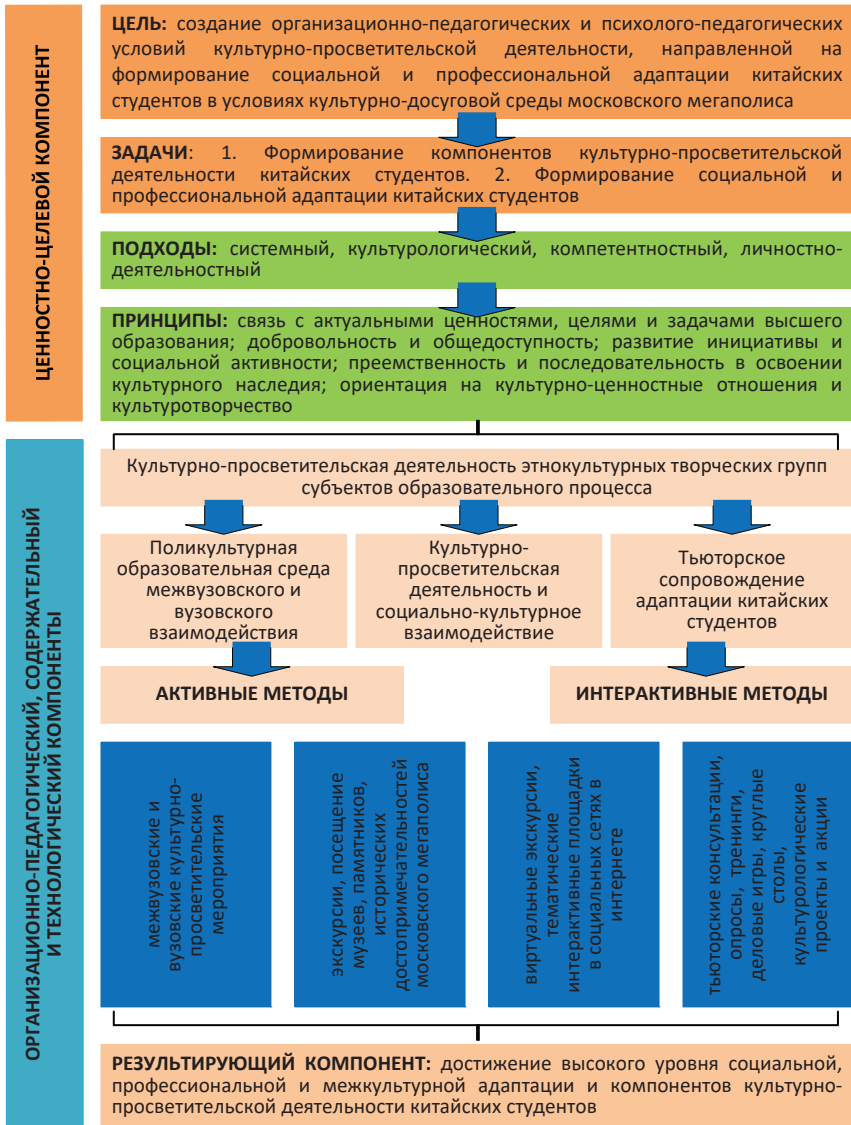 ЦЕННОСТНО-ЦЕЛЕВОЙ КОМПОНЕНТ
ЦЕЛЬ: создание организационно-педагогических и психолого-педагогических
условий культурно-просветительской деятельности, направленной на
формирование социальной и профессиональной адаптации китайских
студентов в условиях культурно-досуговой среды московского мегаполиса
ЗАДАЧИ: 1. Формирование компонентов культурно-просветительской
деятельности китайских студентов. 2. Формирование социальной и
профессиональной адаптации китайских студентов
ПОДХОДЫ: системный, культурологический, компетентностный, личностно-
деятельностный
ПРИНЦИПЫ: связь с актуальными ценностями, целями и задачами высшего
образования; добровольность и общедоступность; развитие инициативы и
социальной активности; преемственность и последовательность в освоении
культурного наследия; ориентация на культурно-ценностные отношения и
культуротворчество
ОРГАНИЗАЦИОННО-ПЕДАГОГИЧЕСКИЙ, СОДЕРЖАТЕЛЬНЫЙ
И ТЕХНОЛОГИЧЕСКИЙ КОМПОНЕНТЫ
Культурно-просветительская деятельность этнокультурных творческих групп
субъектов образовательного процесса
Поликультурная
образовательная среда
межвузовского и
вузовского
взаимодействия
Культурно-
просветительская
деятельность и
социально-культурное
взаимодействие
Тьюторское
сопровождение
адаптации китайских
студентов
АКТИВНЫЕ МЕТОДЫ
ИНТЕРАКТИВНЫЕ МЕТОДЫ
межвузовские и
вузовские культурно-
просветительские
мероприятия
экскурсии, посещение
музеев, памятников,
исторических
достопримечательностей
московского мегаполиса
виртуальные экскурсии,
тематические
интерактивные площадки
в социальных сетях в
интернете
тьюторские консультации,
опросы, тренинги,
деловые игры, круглые
столы,
культурологические
проекты и акции
РЕЗУЛЬТИРУЮЩИЙ КОМПОНЕНТ: достижение высокого уровня социальной,
профессиональной и межкультурной адаптации и компонентов культурно-
просветительской деятельности китайских студентов